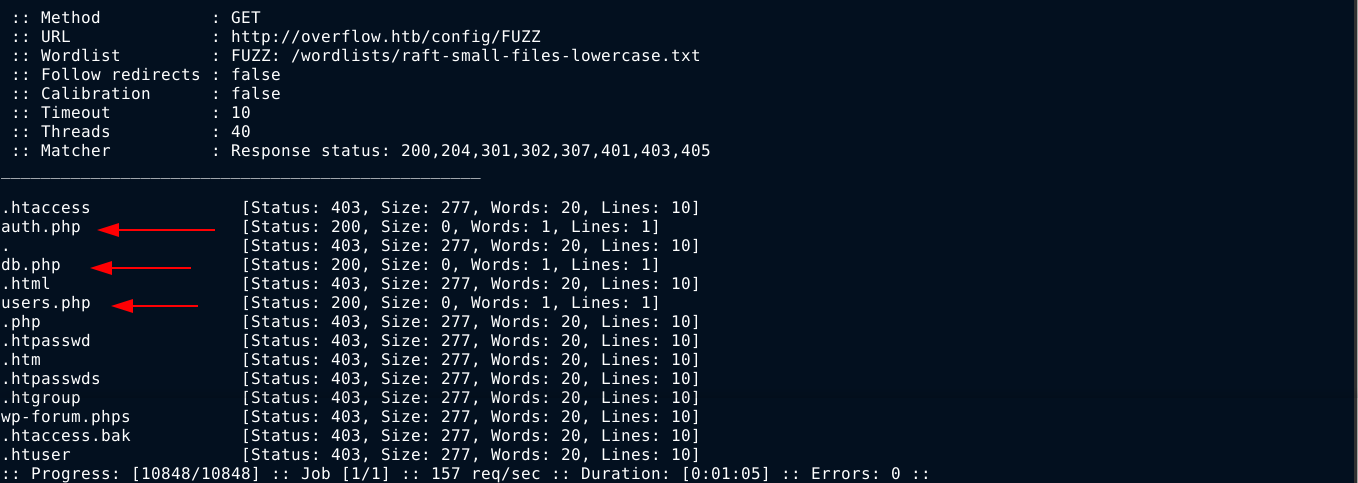 :: Method           : GET
:: URL              : http://overflow.htb/config/FUZZ
:: Wordlist         : FUZZ: /wordlists/raft-small-files-lowercase.txt
:: Follow redirects : false
:: Calibration      : false
:: Timeout          : 10
:: Threads          : 40
:: Matcher          : Response status: 200,204,301,302,307,401,403,405
________________________________________________
.htaccess               [Status: 403, Size: 277, Words: 20, Lines: 10]
auth.php                [Status: 200, Size: 0, Words: 1, Lines: 1]
.                       [Status: 403, Size: 277, Words: 20, Lines: 10]
db.php                  [Status: 200, Size: 0, Words: 1, Lines: 1]
.html                   [Status: 403, Size: 277, Words: 20, Lines: 10]
users.php               [Status: 200, Size: 0, Words: 1, Lines: 1]
.php                    [Status: 403, Size: 277, Words: 20, Lines: 10]
.htpasswd               [Status: 403, Size: 277, Words: 20, Lines: 10]
.htm                    [Status: 403, Size: 277, Words: 20, Lines: 10]
.htpasswds              [Status: 403, Size: 277, Words: 20, Lines: 10]
.htgroup                [Status: 403, Size: 277, Words: 20, Lines: 10]
wp-forum.phps           [Status: 403, Size: 277, Words: 20, Lines: 10]
.htaccess.bak           [Status: 403, Size: 277, Words: 20, Lines: 10]
.htuser                 [Status: 403, Size: 277, Words: 20, Lines: 10]
:: Progress: [10848/10848] :: Job [1/1] :: 157 req/sec :: Duration: [0:01:05] :: Errors: 0 ::